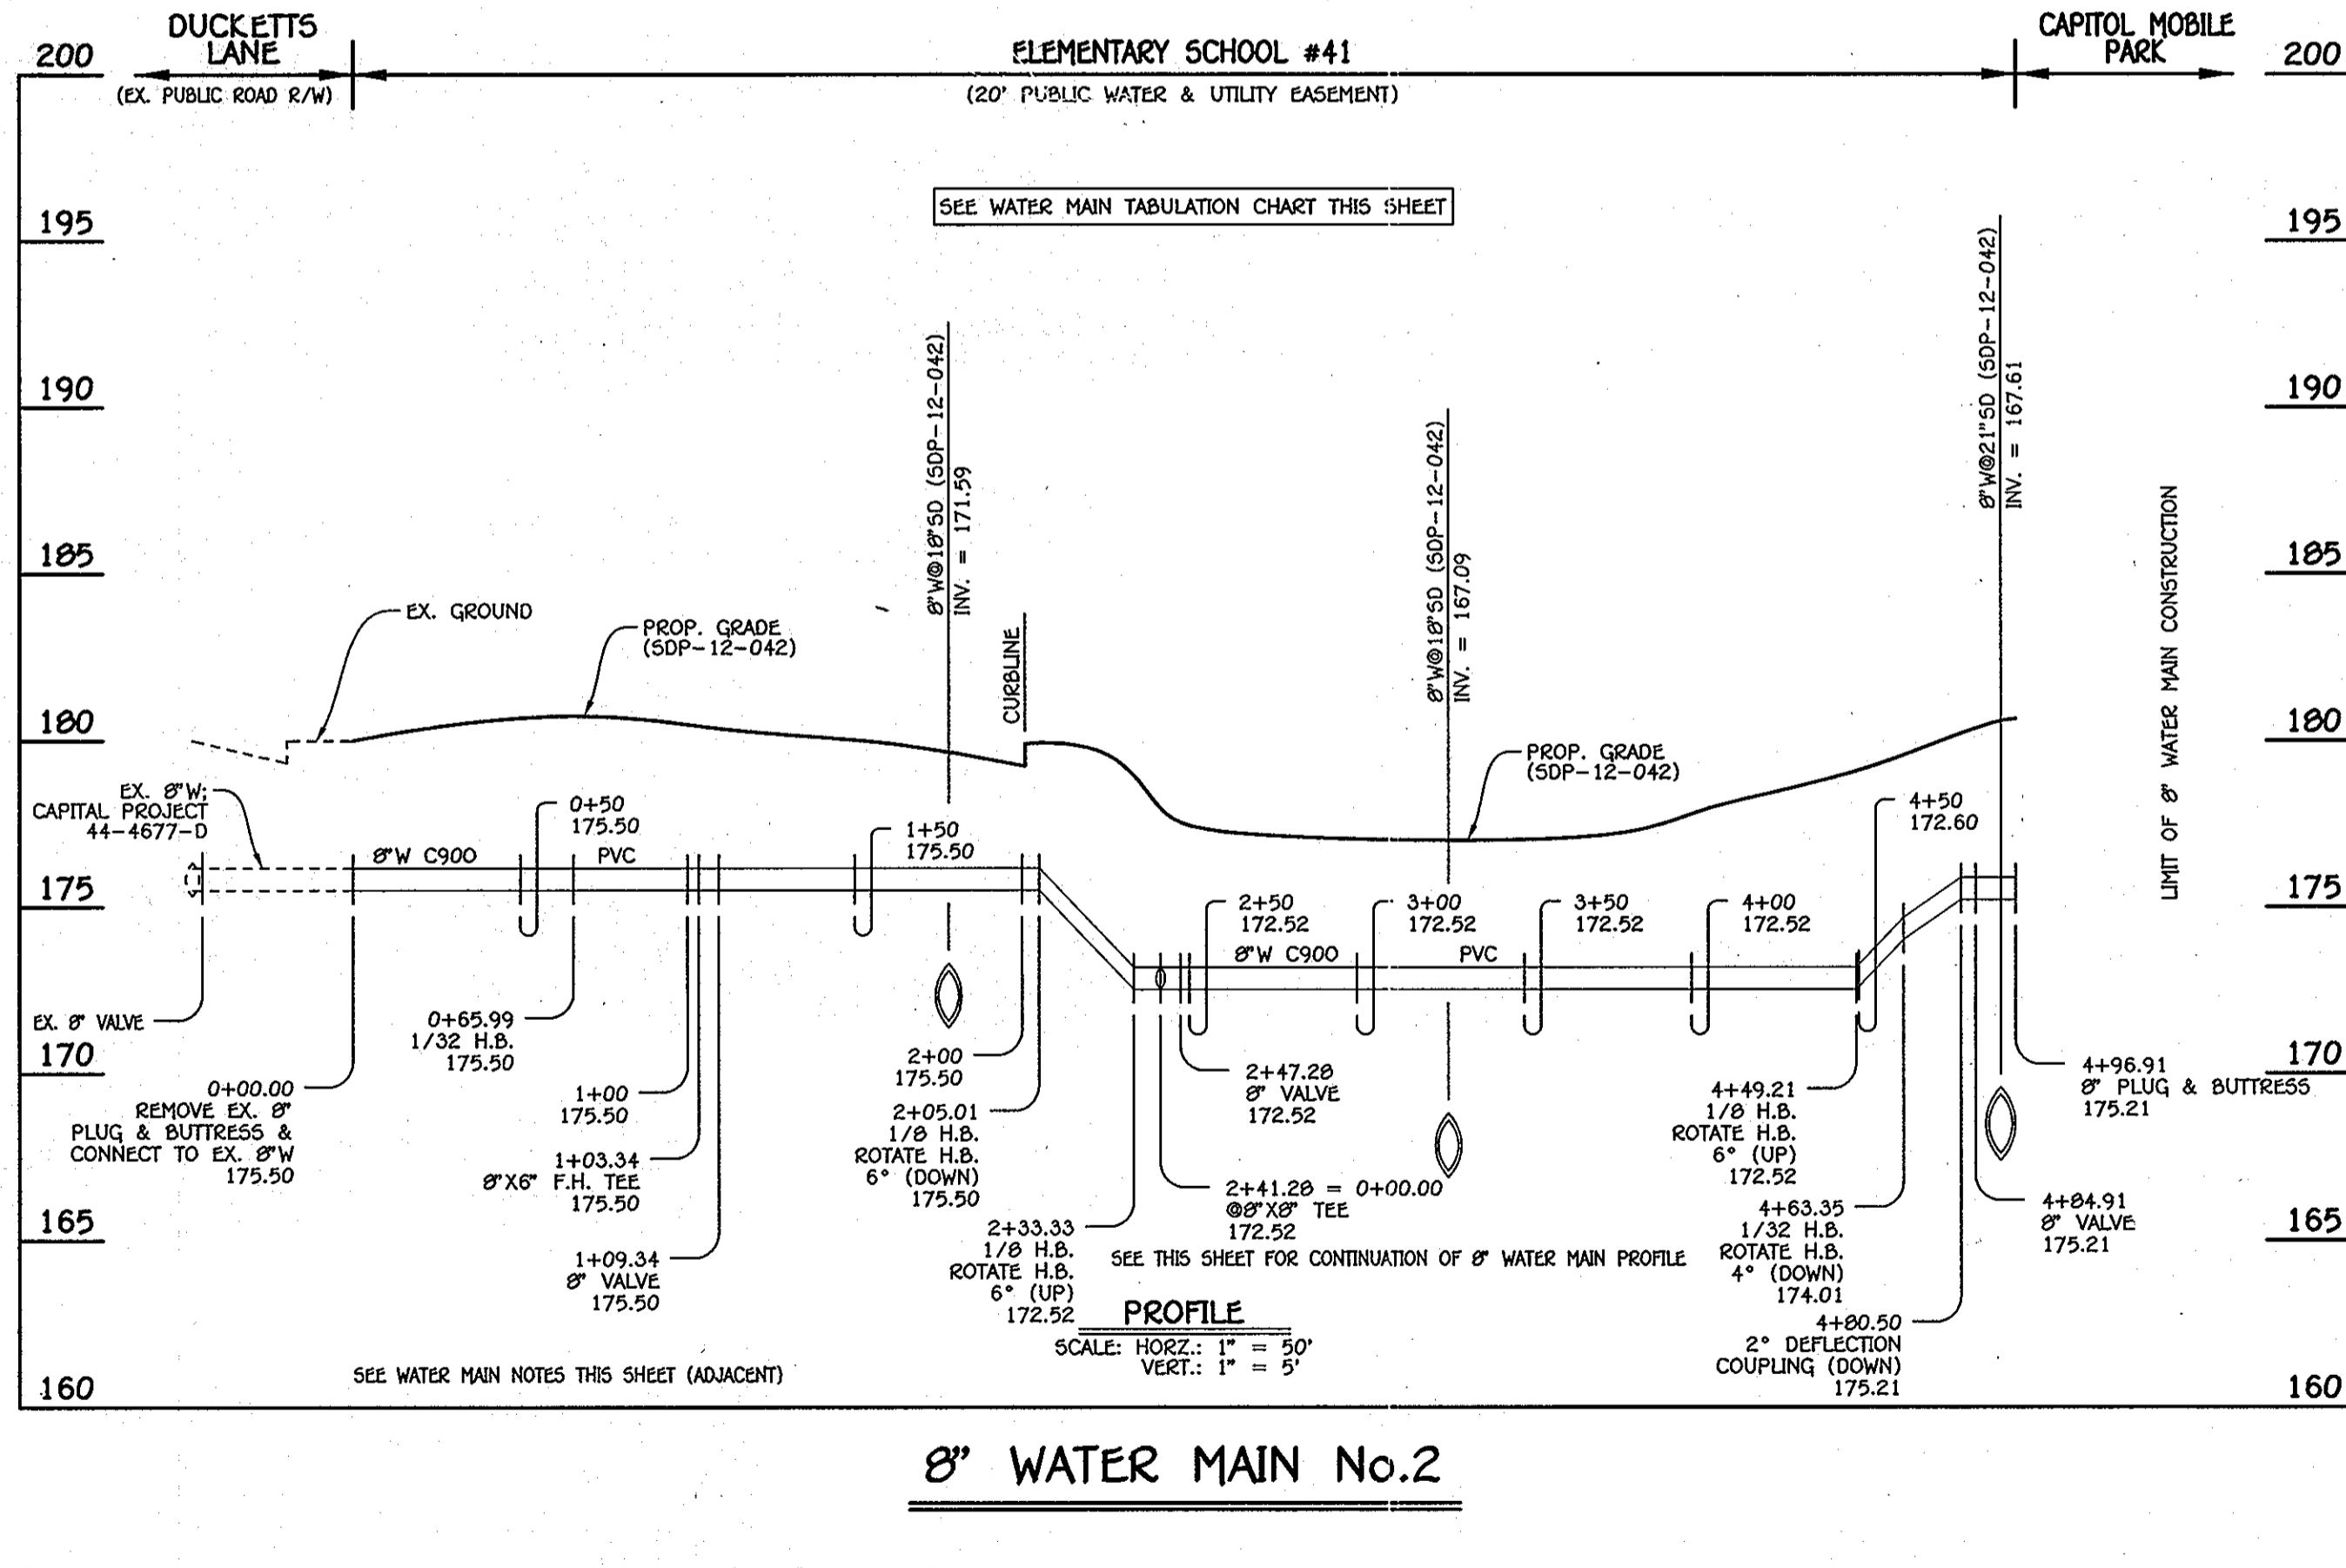 DUCKETTS
LANE
(EX. PUBLIC ROAD R/W)
ELEMENTARY SCHOOL #41
(20' PUBLIC WATER & UTILITY EASEMENT)
CAPITOL MOBILE
PARK
200
200
SEE WATER MAIN TABULATION CHART THIS SHEET
195
195
190
190
185
185
180
180
175
175
170
170
165
165
160
160
8"W@18"SD (SDP-12-042)
INV. = 171.59
8"W@18"SD (SDP-12-042)
INV. = 167.09
8"W@21"SD (SDP-12-042)
INV. = 167.61
LIMIT OF 8" WATER MAIN CONSTRUCTION
CURBLINE
EX. GROUND
PROP. GRADE
(SDP-12-042)
PROP. GRADE
(SDP-12-042)
EX. 8"W;
CAPITAL PROJECT
44-4677-D
8"W C900
PVC
0+50
175.50
1+50
175.50
2+50
172.52
3+00
172.52
3+50
172.52
4+00
172.52
4+50
172.60
8"W C900
PVC
EX. 8" VALVE
0+00.00
REMOVE EX. 8"
PLUG & BUTTRESS &
CONNECT TO EX. 8"W
175.50
0+65.99
1/32 H.B.
175.50
1+00
175.50
1+03.34
8"X6" F.H. TEE
175.50
1+09.34
8" VALVE
175.50
2+00
175.50
2+05.01
1/8 H.B.
ROTATE H.B.
6° (DOWN)
175.50
2+33.33
1/8 H.B.
ROTATE H.B.
6° (UP)
172.52
2+47.28
8" VALVE
172.52
2+41.28 = 0+00.00
@8"X8" TEE
172.52
SEE THIS SHEET FOR CONTINUATION OF 8" WATER MAIN PROFILE
4+49.21
1/8 H.B.
ROTATE H.B.
6° (UP)
172.52
4+63.35
1/32 H.B.
ROTATE H.B.
4° (DOWN)
174.01
4+80.50
2° DEFLECTION
COUPLING (DOWN)
175.21
4+84.91
8" VALVE
175.21
4+96.91
8" PLUG & BUTTRESS
175.21
PROFILE
SCALE: HORZ.: 1" = 50'
VERT.: 1" = 5'
SEE WATER MAIN NOTES THIS SHEET (ADJACENT)
8" WATER MAIN No.2